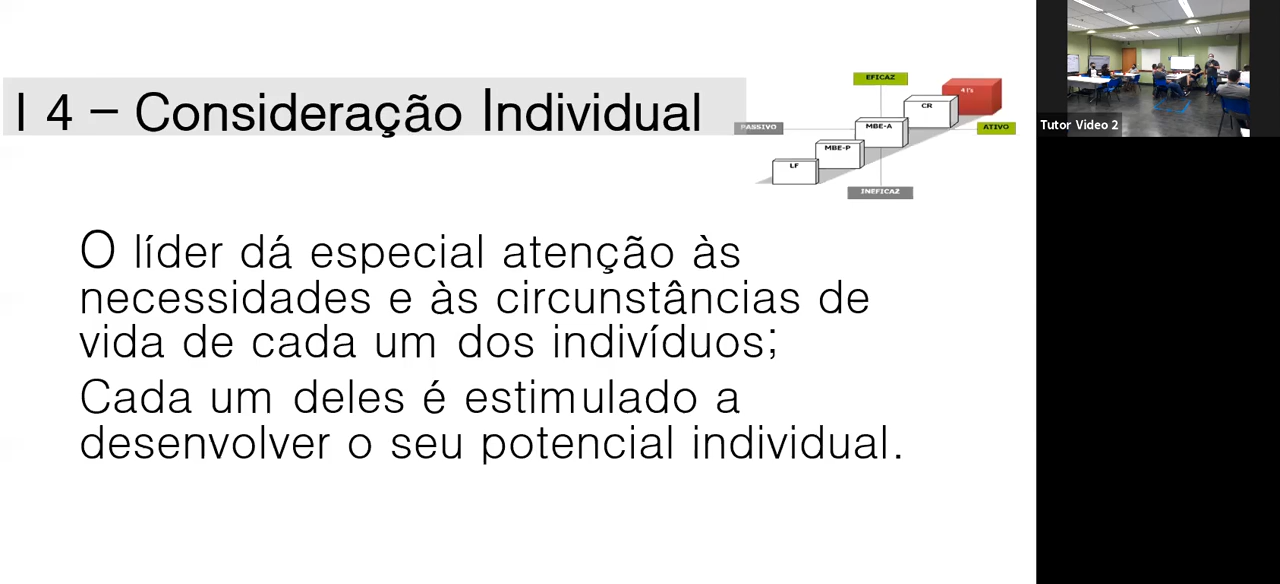 I 4 – Consideração Individual
EFICAZ
4 I's
CR
PASSIVO
MBE-A
ATIVO
MBE-P
LF
INEFICAZ
O líder dá especial atenção às
necessidades e às circunstâncias de
vida de cada um dos indivíduos;
Cada um deles é estimulado a
desenvolver o seu potencial individual.
Tutor Video 2